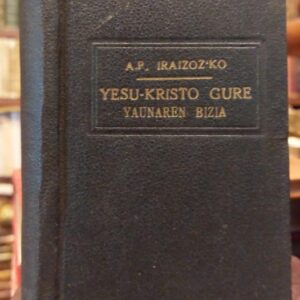 A.P. IRAIZOZ'KO
YESU-KRISTO GURE
YAUNAREN BIZIA